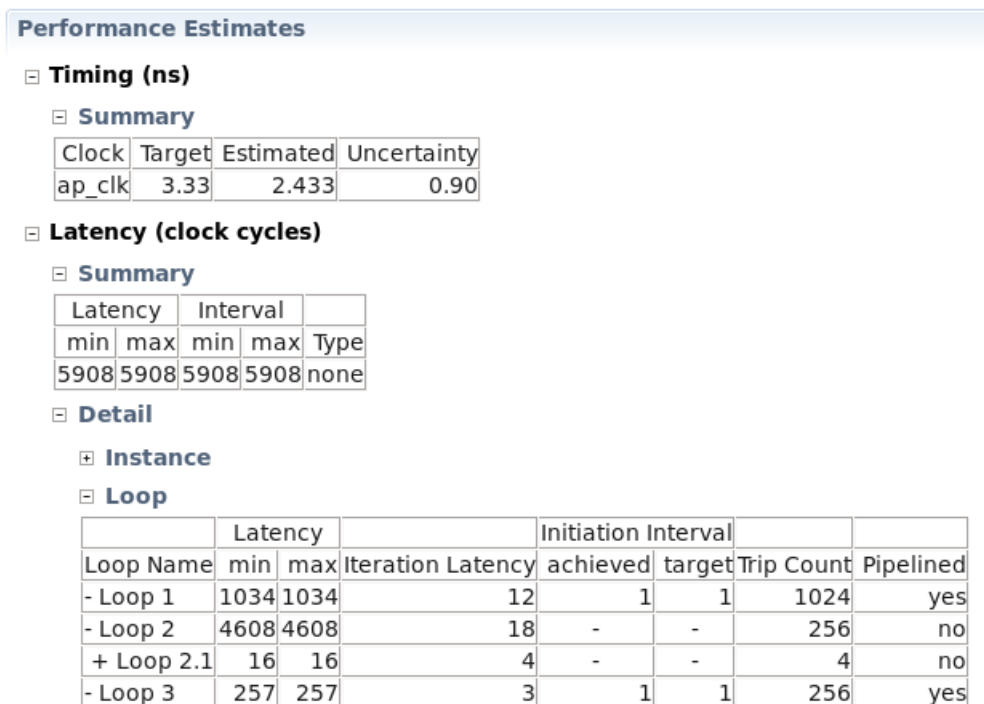 Performance Estimates
Timing (ns)
Summary
Clock Target Estimated Uncertainty
ap_clk 3.33 2.433 0.90
Latency (clock cycles)
Summary
Latency Interval
min max min max Type
5908 5908 5908 5908 none
Detail
Instance
Loop
Latency Initiation Interval
Loop Name min max Iteration Latency achieved target Trip Count Pipelined
- Loop 1 1034 1034 12 1 1 1024 yes
- Loop 2 4608 4608 18 - - 256 no
+ Loop 2.1 16 16 4 - - 4 no
- Loop 3 257 257 3 1 1 256 yes